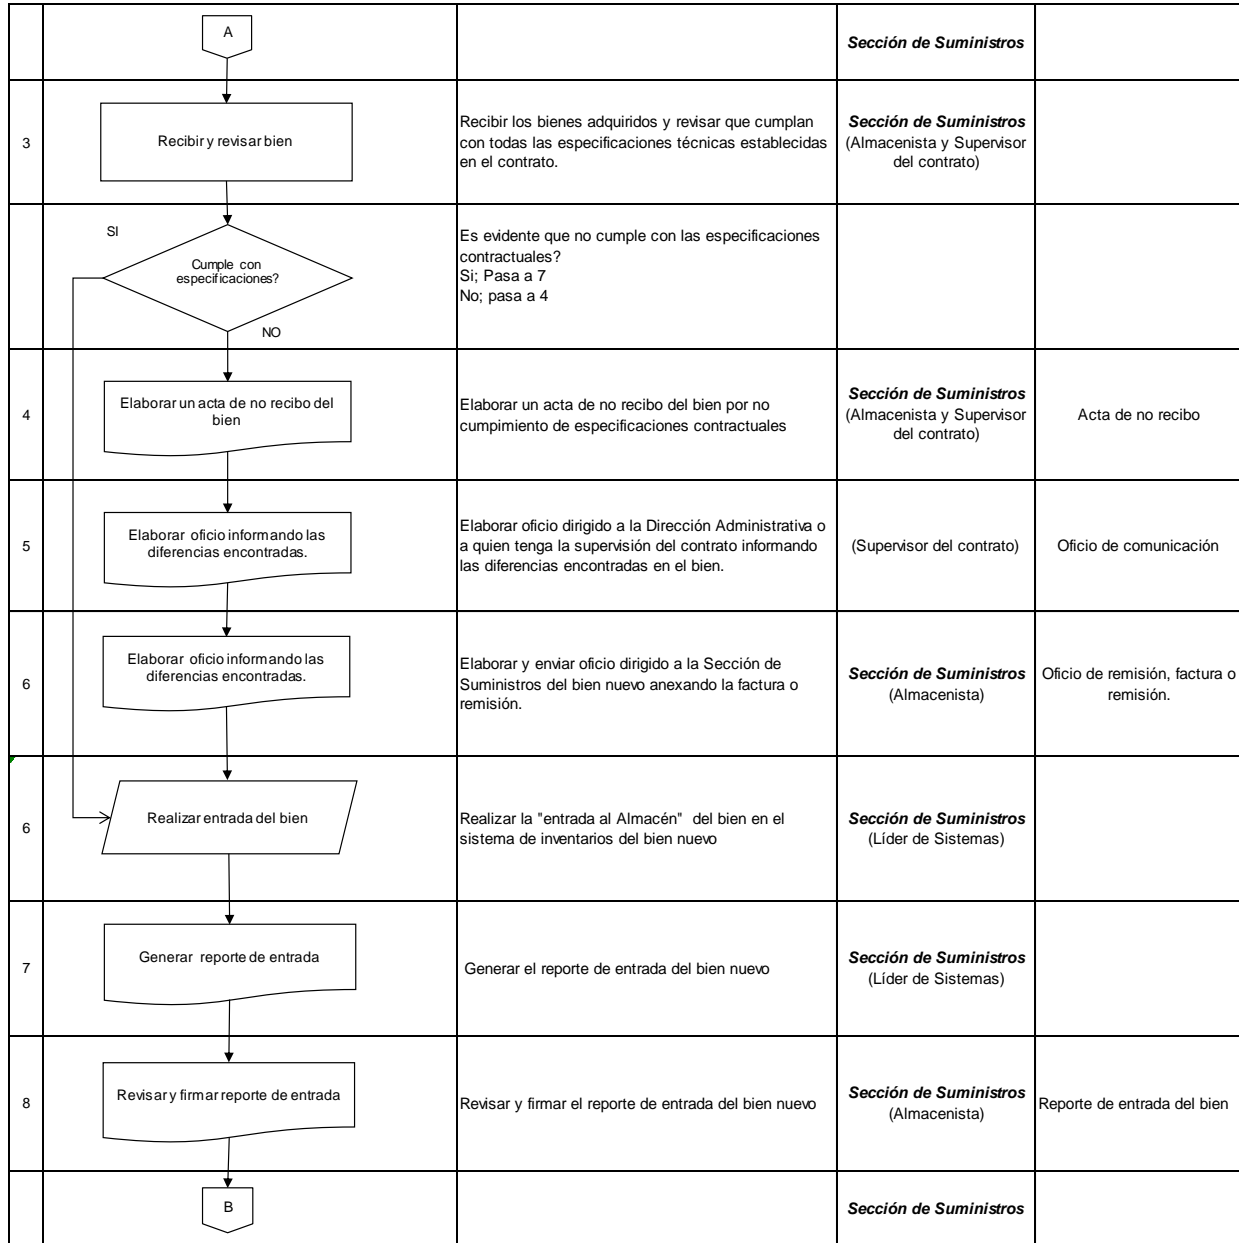 A
Sección de Suministros
3
Recibir y revisar bien
Recibir los bienes adquiridos y revisar que cumplan
con todas las especificaciones técnicas establecidas
en el contrato.
Sección de Suministros
(Almacenista y Supervisor
del contrato)
SI
Cumple con
especificaciones?
NO
Es evidente que no cumple con las especificaciones
contractuales?
Si; Pasa a 7
No; pasa a 4
4
Elaborar un acta de no recibo del
bien
Elaborar un acta de no recibo del bien por no
cumpimiento de especificaciones contractuales
Sección de Suministros
(Almacenista y Supervisor
del contrato)
Acta de no recibo
5
Elaborar oficio informando las
diferencias encontradas.
Elaborar oficio dirigido a la Dirección Administrativa o
a quien tenga la supervisión del contrato informando
las diferencias encontradas en el bien.
(Supervisor del contrato)
Oficio de comunicación
6
Elaborar oficio informando las
diferencias encontradas.
Elaborar y enviar oficio dirigido a la Sección de
Suministros del bien nuevo anexando la factura o
remisión.
Sección de Suministros
(Almacenista)
Oficio de remisión, factura o
remisión.
6
Realizar entrada del bien
Realizar la "entrada al Almacén" del bien en el
sistema de inventarios del bien nuevo
Sección de Suministros
(Líder de Sistemas)
7
Generar reporte de entrada
Generar el reporte de entrada del bien nuevo
Sección de Suministros
(Líder de Sistemas)
8
Revisar y firmar reporte de entrada
Revisar y firmar el reporte de entrada del bien nuevo
Sección de Suministros
(Almacenista)
Reporte de entrada del bien
B
Sección de Suministros